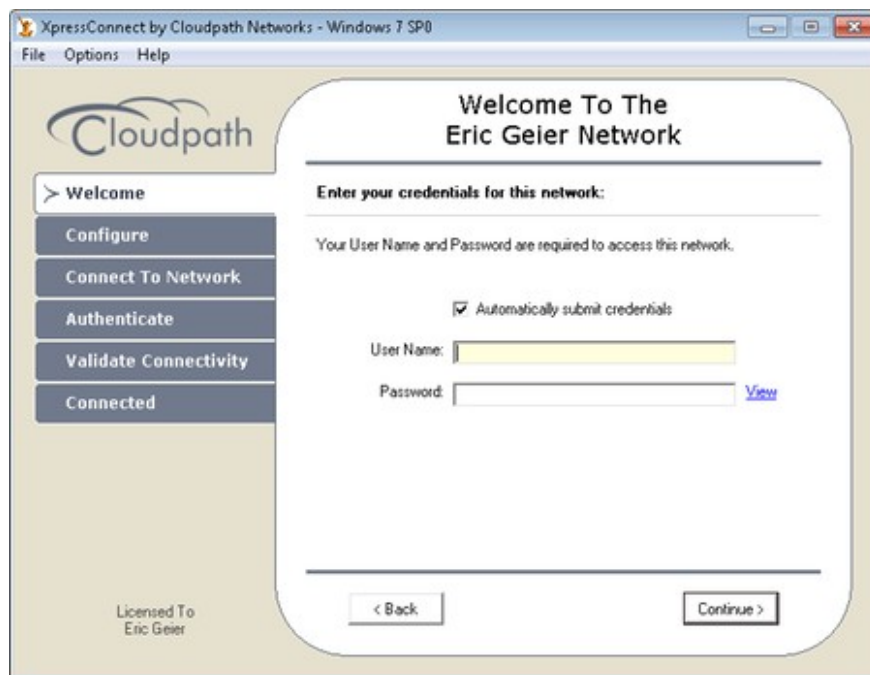 XpressConnect by Cloudpath Networks - Windows 7 SP0
File Options Help
Cloudpath
Welcome
Configure
Connect To Network
Authenticate
Validate Connectivity
Connected
Licensed To
Eric Geier
Welcome To The
Eric Geier Network
Enter your credentials for this network:
Your User Name and Password are required to access this network.
Automatically submit credentials
User Name:
Password: View
< Back Continue >